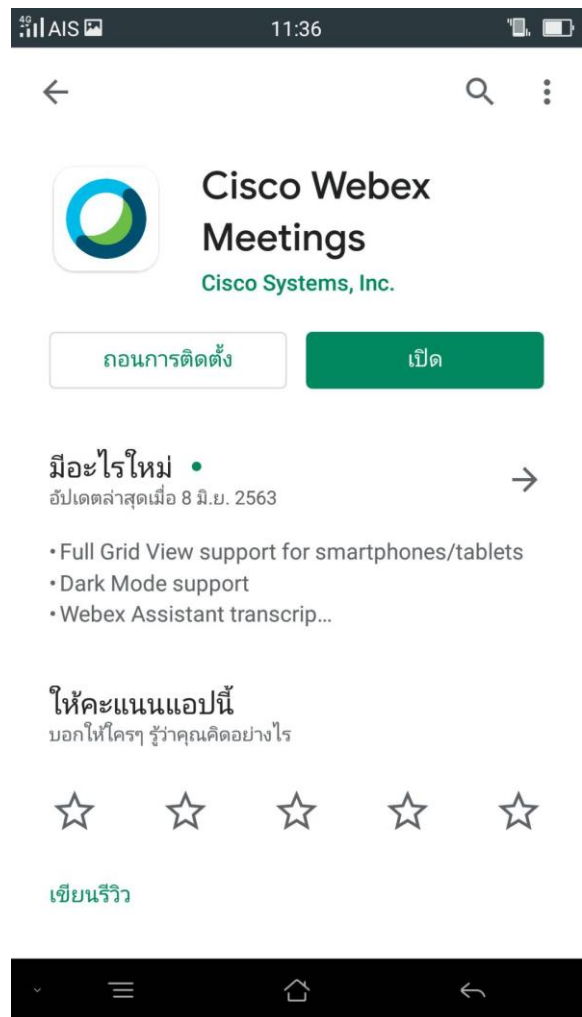 4G AIS 11:36
Cisco Webex
Meetings
Cisco Systems, Inc.
ถอนการติดตั้ง เปิด
มีอะไรใหม่ •
อัปเดตล่าสุดเมื่อ 8 มิ.ย. 2563
• Full Grid View support for smartphones/tablets
• Dark Mode support
• Webex Assistant transcrip...
ให้คะแนนแอปนี้
บอกให้ใครๆ รู้ว่าคุณคิดอย่างไร
เขียนรีวิว